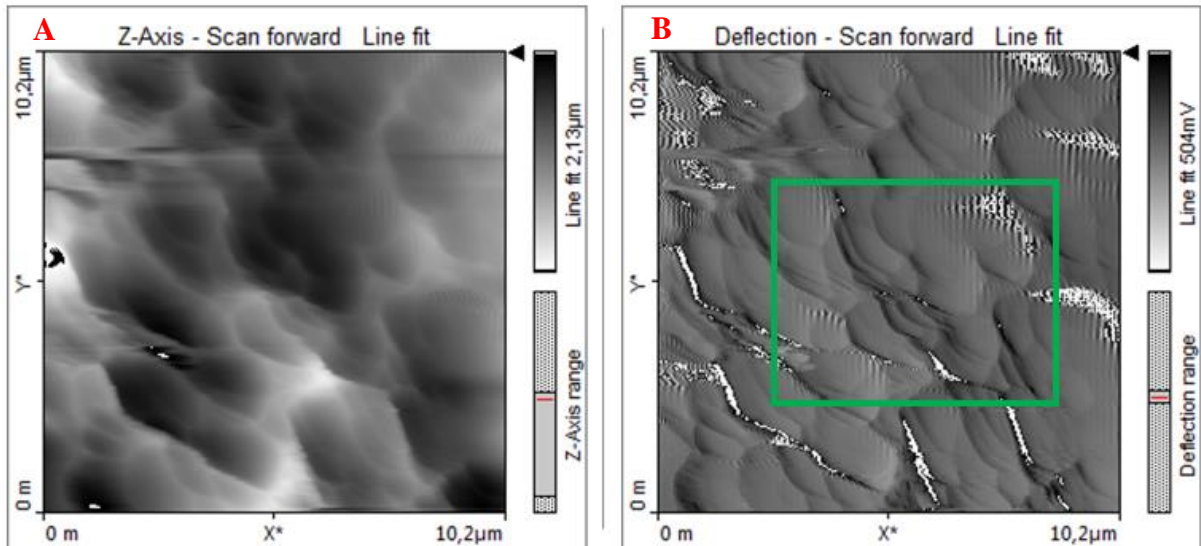 A
Z-Axis - Scan forward Line fit
10,2µm
Y*
0 m
0 m
X*
10,2µm
Line fit 2,13µm
Z-Axis range
B
Deflection - Scan forward Line fit
10,2µm
Y*
0 m
0 m
X*
10,2µm
Line fit 504mV
Deflection range